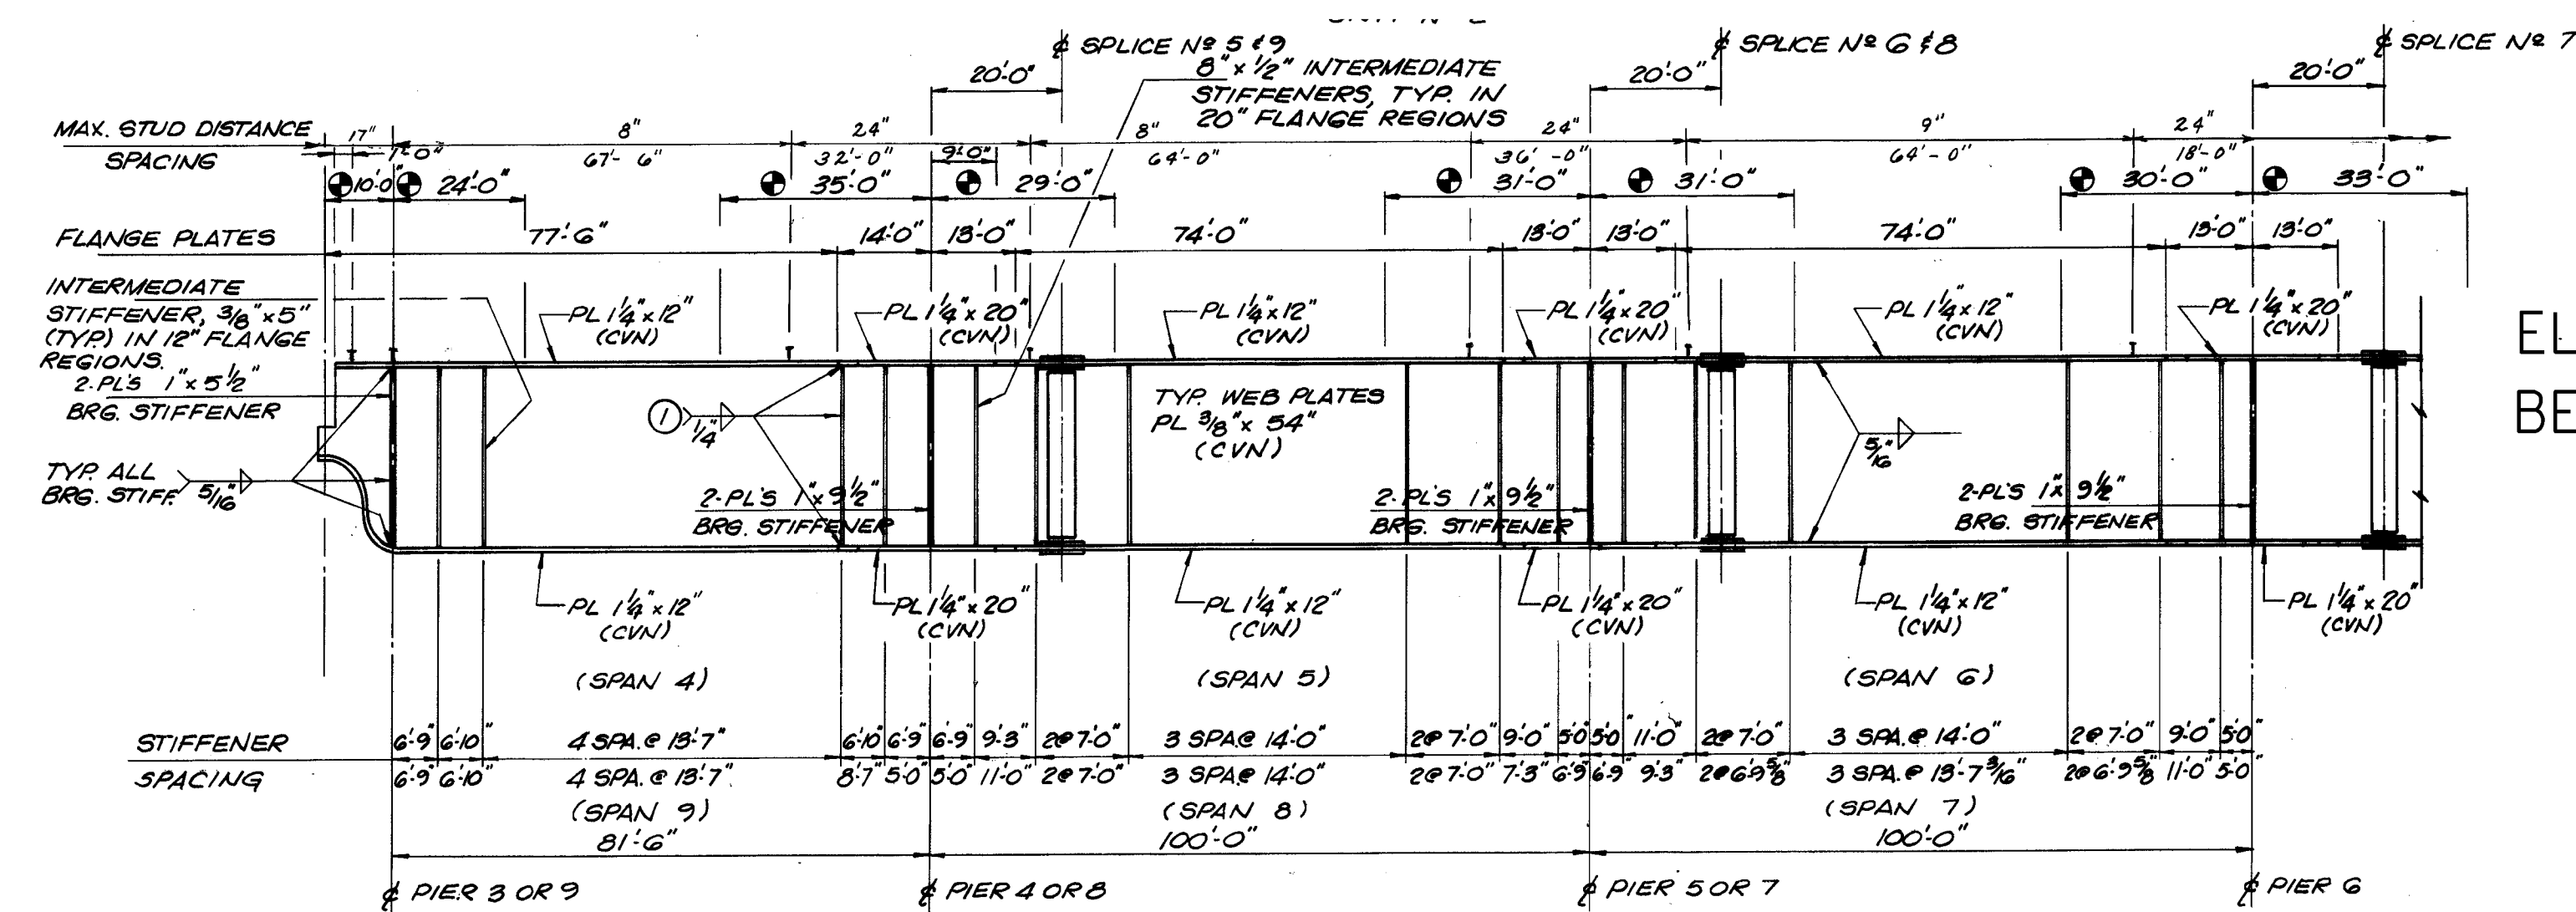 ℄ SPLICE Nº 5 & 9
℄ SPLICE Nº 6 & 8
℄ SPLICE Nº 7
20'-0"
8" x 1/2" INTERMEDIATE
STIFFENERS, TYP. IN
20" FLANGE REGIONS
20'-0"
20'-0"
MAX. STUD DISTANCE
SPACING
17" 8" 24" 8" 24" 9" 24"
1'-0" 67'-6" 32'-0" 9'-0" 64'-0" 36'-0" 64'-0" 18'-0"
10'-0" 24'-0" 35'-0" 29'-0" 31'-0" 31'-0" 30'-0" 33'-0"
FLANGE PLATES 77'-6" 14'-0" 13'-0" 74'-0" 13'-0" 13'-0" 74'-0" 13'-0" 13'-0"
INTERMEDIATE
STIFFENER, 3/8" x 5"
(TYP.) IN 12" FLANGE
REGIONS.
PL 1 1/4" x 12"
(CVN)
PL 1 1/4" x 20"
(CVN)
PL 1 1/4" x 12"
(CVN)
PL 1 1/4" x 20"
(CVN)
PL 1 1/4" x 12"
(CVN)
PL 1 1/4" x 20"
(CVN)
EL
BE
2-PL'S 1" x 5 1/2"
BRG. STIFFENER
1
1/4"
TYP. WEB PLATES
PL 3/8" x 54"
(CVN)
5/16"
TYP. ALL
BRG. STIFF. 5/16"
2-PL'S 1" x 9 1/2"
BRG. STIFFENER
2-PL'S 1" x 9 1/2"
BRG. STIFFENER
2-PL'S 1" x 9 1/2"
BRG. STIFFENER
PL 1 1/4" x 12"
(CVN)
PL 1 1/4" x 20"
(CVN)
PL 1 1/4" x 12"
(CVN)
PL 1 1/4" x 20"
(CVN)
PL 1 1/4" x 12"
(CVN)
PL 1 1/4" x 20"
(CVN)
(SPAN 4) (SPAN 5) (SPAN 6)
STIFFENER
SPACING
6'-9" 6'-10" 4 SPA. @ 13'-7" 6'-10" 6'-9" 6'-9" 9'-3" 2@ 7'-0" 3 SPA @ 14'-0" 2@ 7'-0" 9'-0" 5'-0" 5'-0" 11'-0" 2@ 7'-0" 3 SPA. @ 14'-0" 2@ 7'-0" 9'-0" 5'-0"
6'-9" 6'-10" 4 SPA. @ 13'-7" 8'-7" 5'-0" 5'-0" 11'-0" 2@ 7'-0" 3 SPA @ 14'-0" 2@ 7'-0" 7'-3" 6'-9" 6'-9" 9'-3" 2@ 6'-9 5/8" 3 SPA. @ 13'-7 3/16" 2@ 6'-9 5/8" 11'-0" 5'-0"
(SPAN 9) (SPAN 8) (SPAN 7)
81'-6" 100'-0" 100'-0"
℄ PIER 3 OR 9
℄ PIER 4 OR 8
℄ PIER 5 OR 7
℄ PIER 6